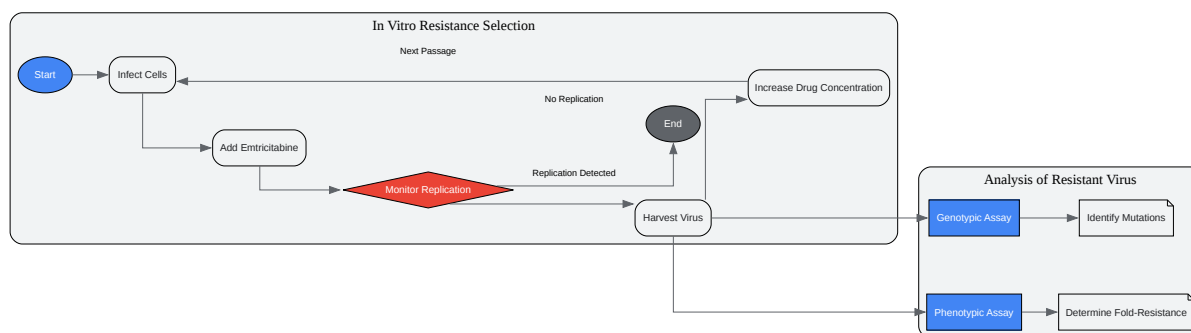 In Vitro Resistance Selection
Next Passage
Start
Infect Cells
Increase Drug Concentration
No Replication
End
Add Emtricitabine
Replication Detected
Monitor Replication
Harvest Virus
Analysis of Resistant Virus
Genotypic Assay
Identify Mutations
Phenotypic Assay
Determine Fold-Resistance